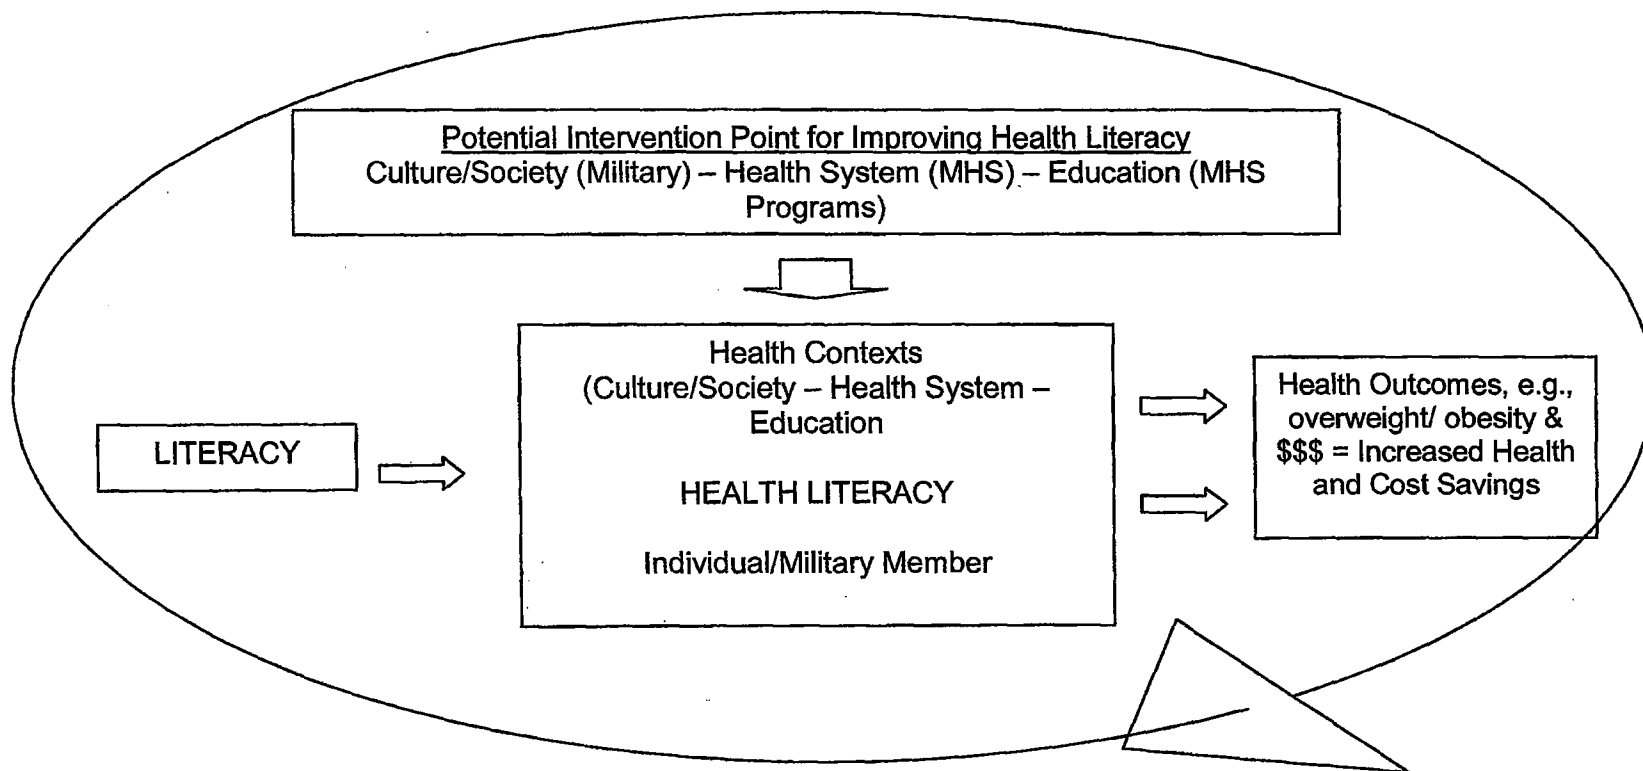 Potential Intervention Point for Improving Health Literacy
Culture/Society (Military) – Health System (MHS) – Education (MHS
Programs)
Health Contexts
(Culture/Society – Health System –
Education
HEALTH LITERACY
Individual/Military Member
LITERACY
Health Outcomes, e.g.,
overweight/ obesity &
$$$ = Increased Health
and Cost Savings